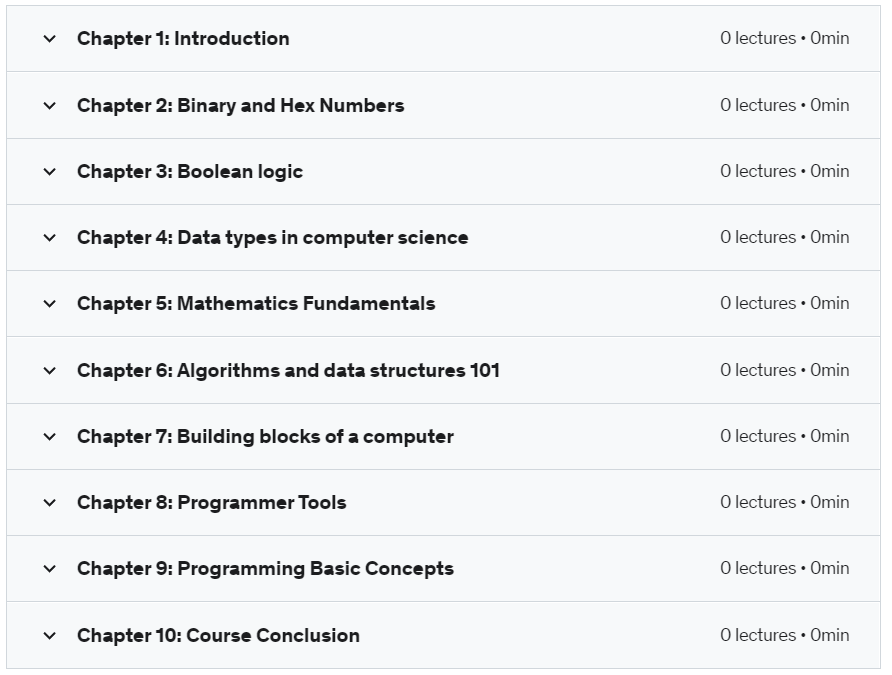 Chapter 1: Introduction 0 lectures • 0min
Chapter 2: Binary and Hex Numbers 0 lectures • 0min
Chapter 3: Boolean logic 0 lectures • 0min
Chapter 4: Data types in computer science 0 lectures • 0min
Chapter 5: Mathematics Fundamentals 0 lectures • 0min
Chapter 6: Algorithms and data structures 101 0 lectures • 0min
Chapter 7: Building blocks of a computer 0 lectures • 0min
Chapter 8: Programmer Tools 0 lectures • 0min
Chapter 9: Programming Basic Concepts 0 lectures • 0min
Chapter 10: Course Conclusion 0 lectures • 0min